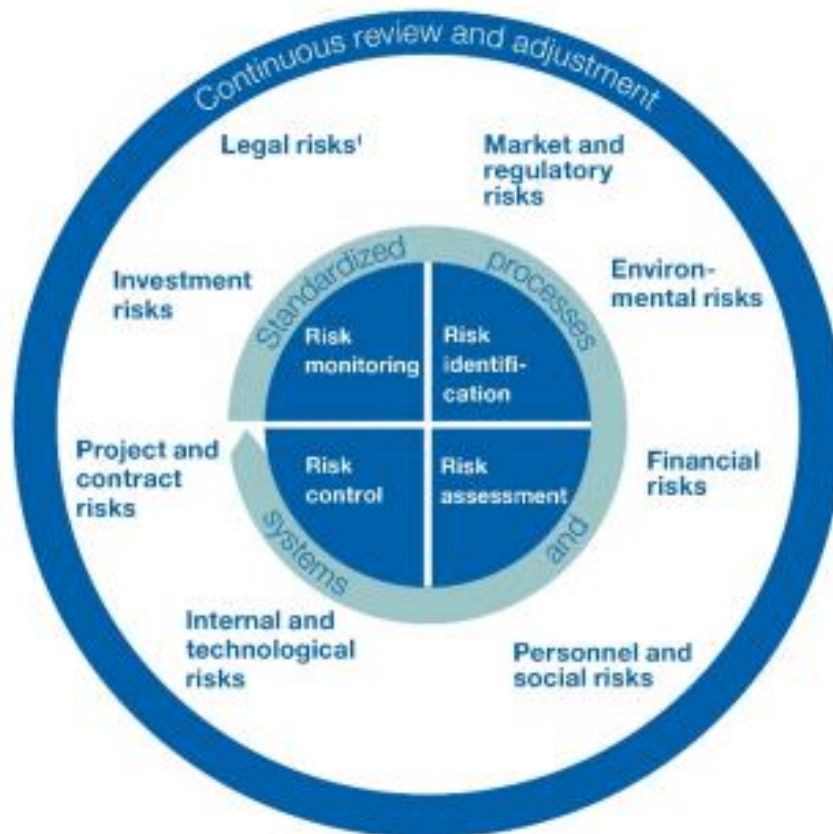 Continuous review and adjustment
Legal risks¹
Market and
regulatory
risks
Investment
risks
Environ-
mental risks
Standardized processes and systems
Risk
monitoring
Risk
identifi-
cation
Project and
contract
risks
Risk
control
Risk
assessment
Financial
risks
Internal and
technological
risks
Personnel and
social risks